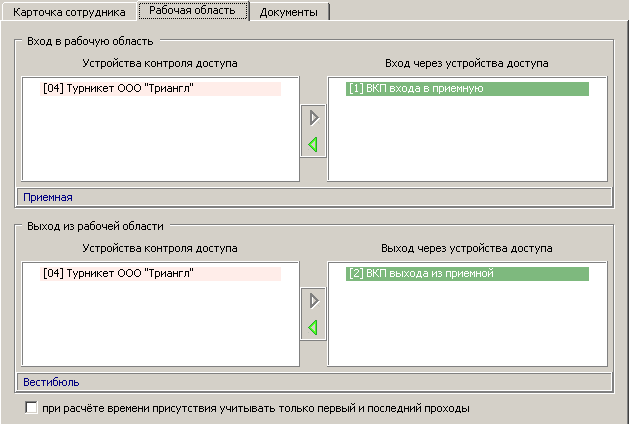 Карточка сотрудника Рабочая область Документы
Вход в рабочую область
Устройства контроля доступа Вход через устройства доступа
[04] Турникет ООО "Триангл" [1] ВКП входа в приемную
Приемная
Выход из рабочей области
Устройства контроля доступа Выход через устройства доступа
[04] Турникет ООО "Триангл" [2] ВКП выхода из приемной
Вестибюль
при расчёте времени присутствия учитывать только первый и последний проходы